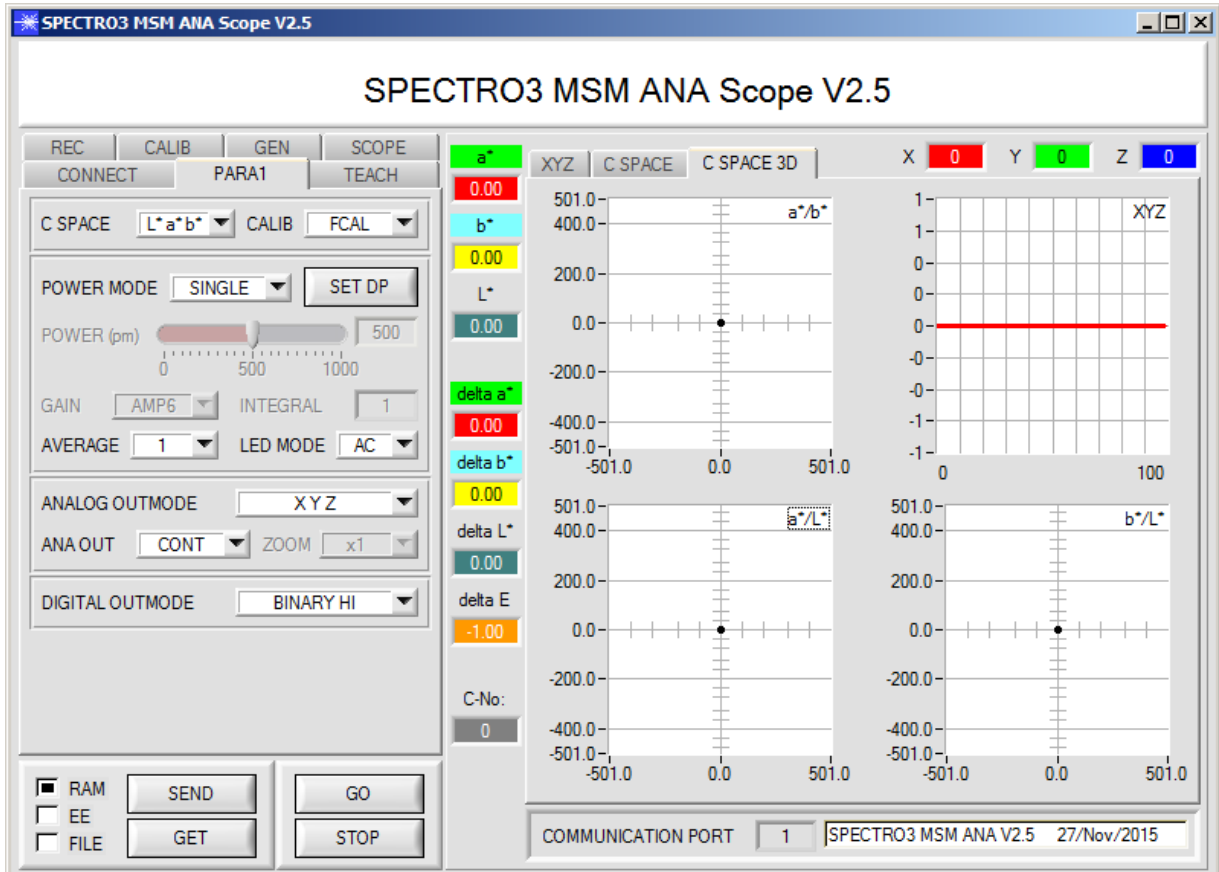 SPECTRO3 MSM ANA Scope V2.5
SPECTRO3 MSM ANA Scope V2.5
REC CALIB GEN SCOPE
CONNECT PARA1 TEACH
C SPACE L*a*b* CALIB FCAL
POWER MODE SINGLE SET DP
POWER (pm) 500
0 500 1000
GAIN AMP6 INTEGRAL 1
AVERAGE 1 LED MODE AC
ANALOG OUTMODE X Y Z
ANA OUT CONT ZOOM x1
DIGITAL OUTMODE BINARY HI
RAM
EE
FILE
SEND
GET
GO
STOP
a*
0.00
b*
0.00
L*
0.00
delta a*
0.00
delta b*
0.00
delta L*
0.00
delta E
-1.00
C-No:
0
XYZ C SPACE C SPACE 3D
X 0 Y 0 Z 0
a*/b*
501.0
400.0
200.0
0.0
-200.0
-400.0
-501.0
-501.0 0.0 501.0
XYZ
1
1
0
0
0
-0
-0
-1
-1
0 100
a*/L*
501.0
400.0
200.0
0.0
-200.0
-400.0
-501.0
-501.0 0.0 501.0
b*/L*
501.0
400.0
200.0
0.0
-200.0
-400.0
-501.0
-501.0 0.0 501.0
COMMUNICATION PORT 1 SPECTRO3 MSM ANA V2.5 27/Nov/2015